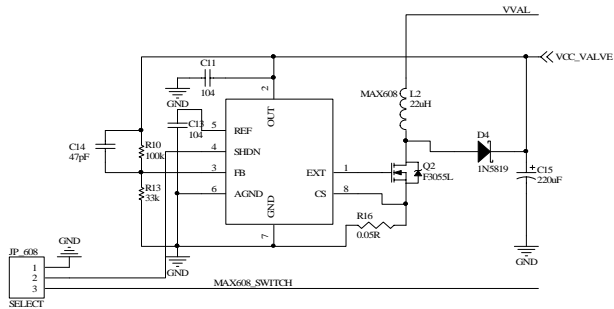 VVAL
VCC_VALVE
C11
104
GND
2
OUT
MAX608
L2
22uH
C13
104
5
REF
4
SHDN
3
FB
6
AGND
EXT
1
CS
8
GND
7
C14
47pF
R10
100k
R13
33k
Q2
F3055L
D4
1N5819
+
C15
220uF
R16
0.05R
GND
GND
GND
JP_608
1
2
3
SELECT
MAX608_SWITCH